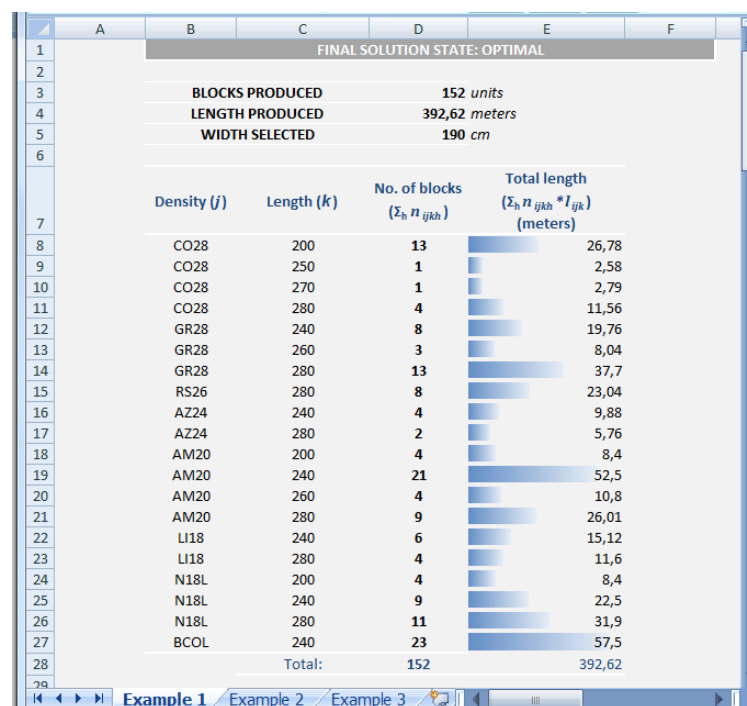 A B C D E F
1 FINAL SOLUTION STATE: OPTIMAL
2
3 BLOCKS PRODUCED 152 units
4 LENGTH PRODUCED 392,62 meters
5 WIDTH SELECTED 190 cm
6
7 Density (j) Length (k) No. of blocks (Σh n ijkh) Total length (Σh n ijkh *l ijk) (meters)
8 CO28 200 13 26,78
9 CO28 250 1 2,58
10 CO28 270 1 2,79
11 CO28 280 4 11,56
12 GR28 240 8 19,76
13 GR28 260 3 8,04
14 GR28 280 13 37,7
15 RS26 280 8 23,04
16 AZ24 240 4 9,88
17 AZ24 280 2 5,76
18 AM20 200 4 8,4
19 AM20 240 21 52,5
20 AM20 260 4 10,8
21 AM20 280 9 26,01
22 LI18 240 6 15,12
23 LI18 280 4 11,6
24 N18L 200 4 8,4
25 N18L 240 9 22,5
26 N18L 280 11 31,9
27 BCOL 240 23 57,5
28 Total: 152 392,62
29
Example 1 Example 2 Example 3